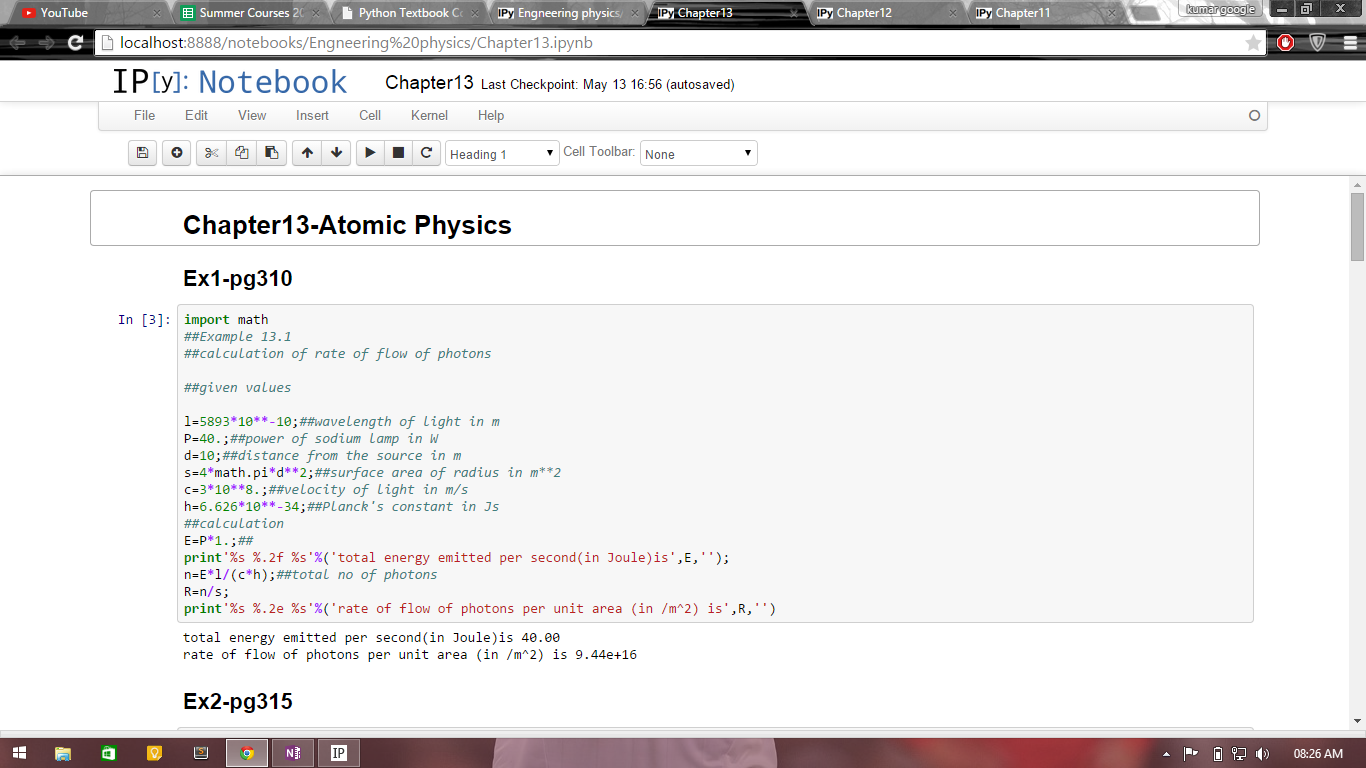 YouTube
Summer Courses 20
Python Textbook Co
IPy Engneering physics
IPy Chapter13
IPy Chapter12
IPy Chapter11
kumar google
localhost:8888/notebooks/Engneering%20physics/Chapter13.ipynb
IP[y]: Notebook
Chapter13 Last Checkpoint: May 13 16:56 (autosaved)
File Edit View Insert Cell Kernel Help
Heading 1 Cell Toolbar: None
Chapter13-Atomic Physics
Ex1-pg310
In [3]:
import math
##Example 13.1
##calculation of rate of flow of photons
##given values
l=5893*10**-10;##wavelength of light in m
P=40.;##power of sodium lamp in W
d=10;##distance from the source in m
s=4*math.pi*d**2;##surface area of radius in m**2
c=3*10**8.;##velocity of light in m/s
h=6.626*10**-34;##Planck's constant in Js
##calculation
E=P*1.;##
print'%s %.2f %s'%('total energy emitted per second(in Joule)is',E,'');
n=E*l/(c*h);##total no of photons
R=n/s;
print'%s %.2e %s'%('rate of flow of photons per unit area (in /m^2) is',R,'')
total energy emitted per second(in Joule)is 40.00
rate of flow of photons per unit area (in /m^2) is 9.44e+16
Ex2-pg315
S
N
IP
08:26 AM